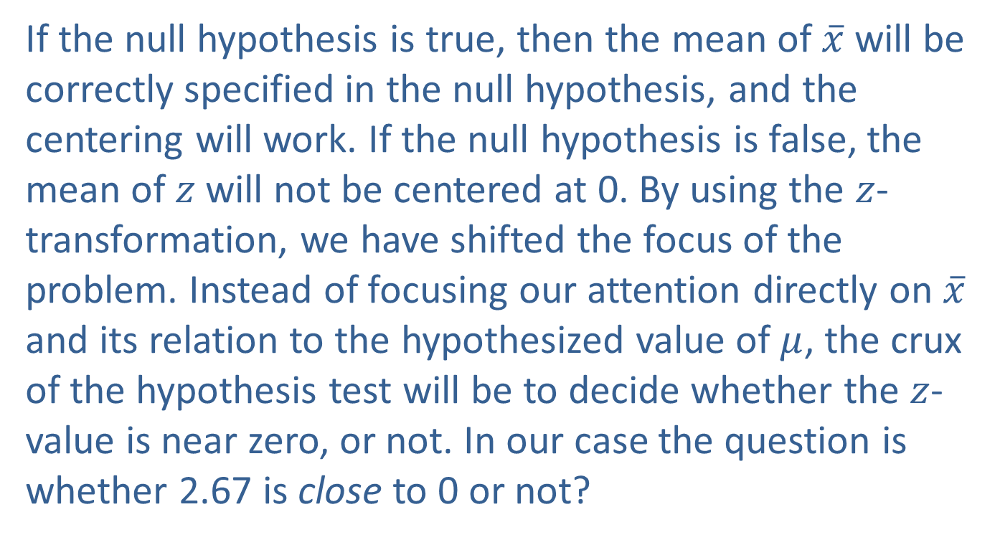 If the null hypothesis is true, then the mean of x̄ will be
correctly specified in the null hypothesis, and the
centering will work. If the null hypothesis is false, the
mean of z will not be centered at 0. By using the z-
transformation, we have shifted the focus of the
problem. Instead of focusing our attention directly on x̄
and its relation to the hypothesized value of μ, the crux
of the hypothesis test will be to decide whether the z-
value is near zero, or not. In our case the question is
whether 2.67 is close to 0 or not?